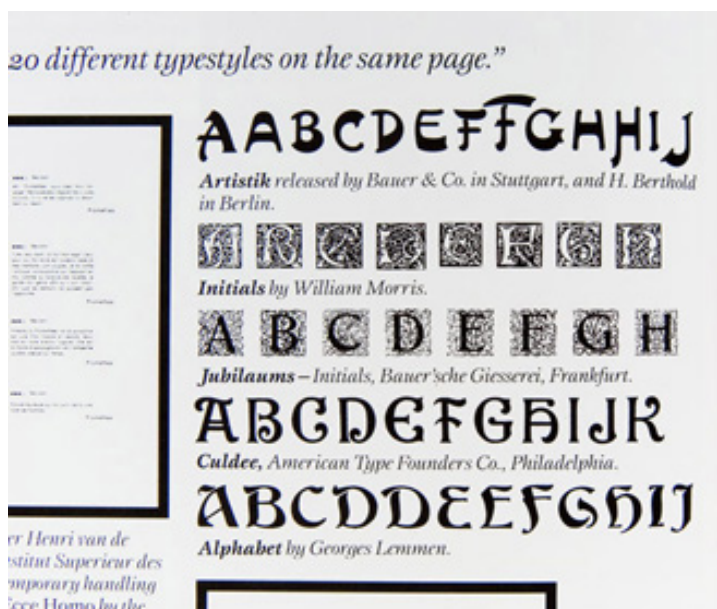 20 different typestyles on the same page.”
AABCDEFFGHHIJ
Artistik released by Bauer & Co. in Stuttgart, and H. Berthold
in Berlin.
ABCDEFGH
Initials by William Morris.
ABCDEFGH
Jubilaums – Initials, Bauer'sche Giesserei, Frankfurt.
ABCDEFGHIJK
Culdee, American Type Founders Co., Philadelphia.
ABCDDEEFGHIJ
Alphabet by Georges Lemmen.
er Henri van de
stitut Superieur des
mporary handling
Ecce Homo by the